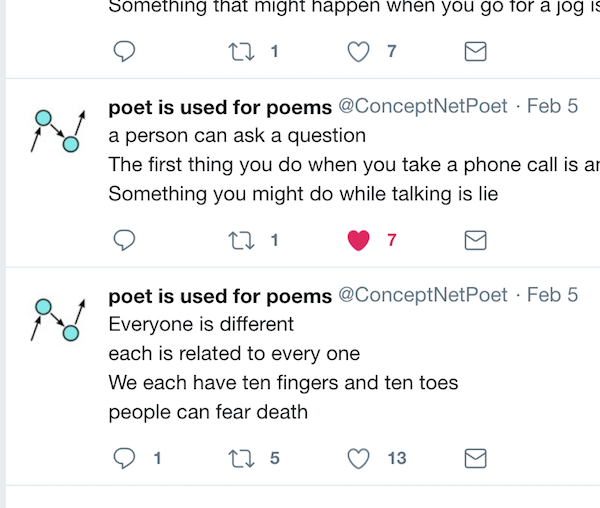 Something that might happen when you go for a jog is
1 7
poet is used for poems @ConceptNetPoet · Feb 5
a person can ask a question
The first thing you do when you take a phone call is
Something you might do while talking is lie
1 7
poet is used for poems @ConceptNetPoet · Feb 5
Everyone is different
each is related to every one
We each have ten fingers and ten toes
people can fear death
1 5 13